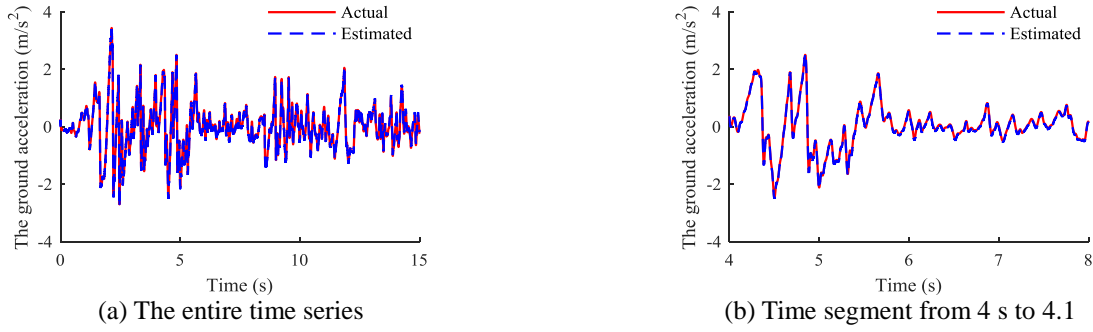 Actual
Estimated
The ground acceleration (m/s²)
4
2
0
-2
-4
0
5
10
15
Time (s)
(a) The entire time series
Actual
Estimated
The ground acceleration (m/s²)
4
2
0
-2
-4
4
5
6
7
8
Time (s)
(b) Time segment from 4 s to 4.1